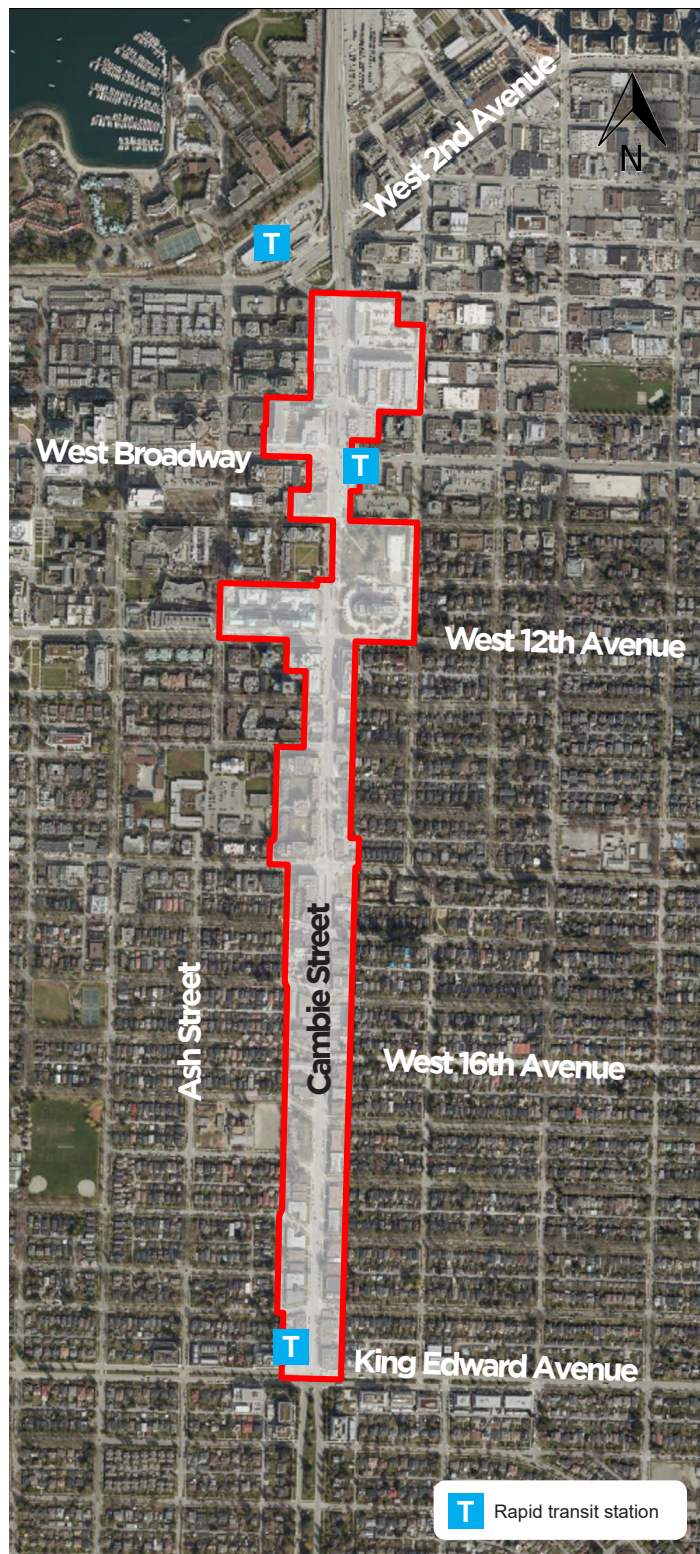 West 2nd Avenue
N
T
West Broadway
T
West 12th Avenue
Cambie Street
Ash Street
West 16th Avenue
T
King Edward Avenue
T Rapid transit station